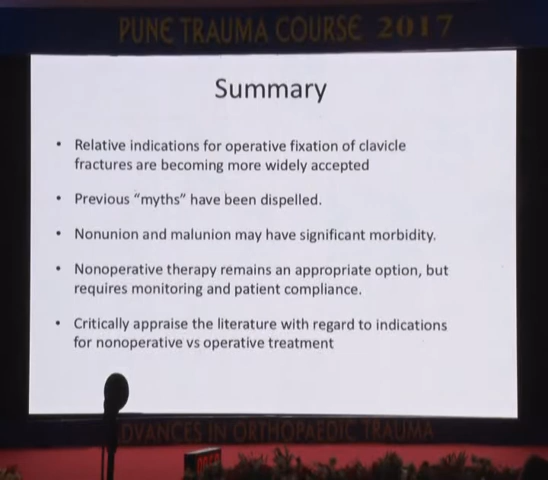 PUNE TRAUMA COURSE 2017
Summary
• Relative indications for operative fixation of clavicle
fractures are becoming more widely accepted
• Previous “myths” have been dispelled.
• Nonunion and malunion may have significant morbidity.
• Nonoperative therapy remains an appropriate option, but
requires monitoring and patient compliance.
• Critically appraise the literature with regard to indications
for nonoperative vs operative treatment
DVANCES IN ORTHOPAEDIC TRAUMA